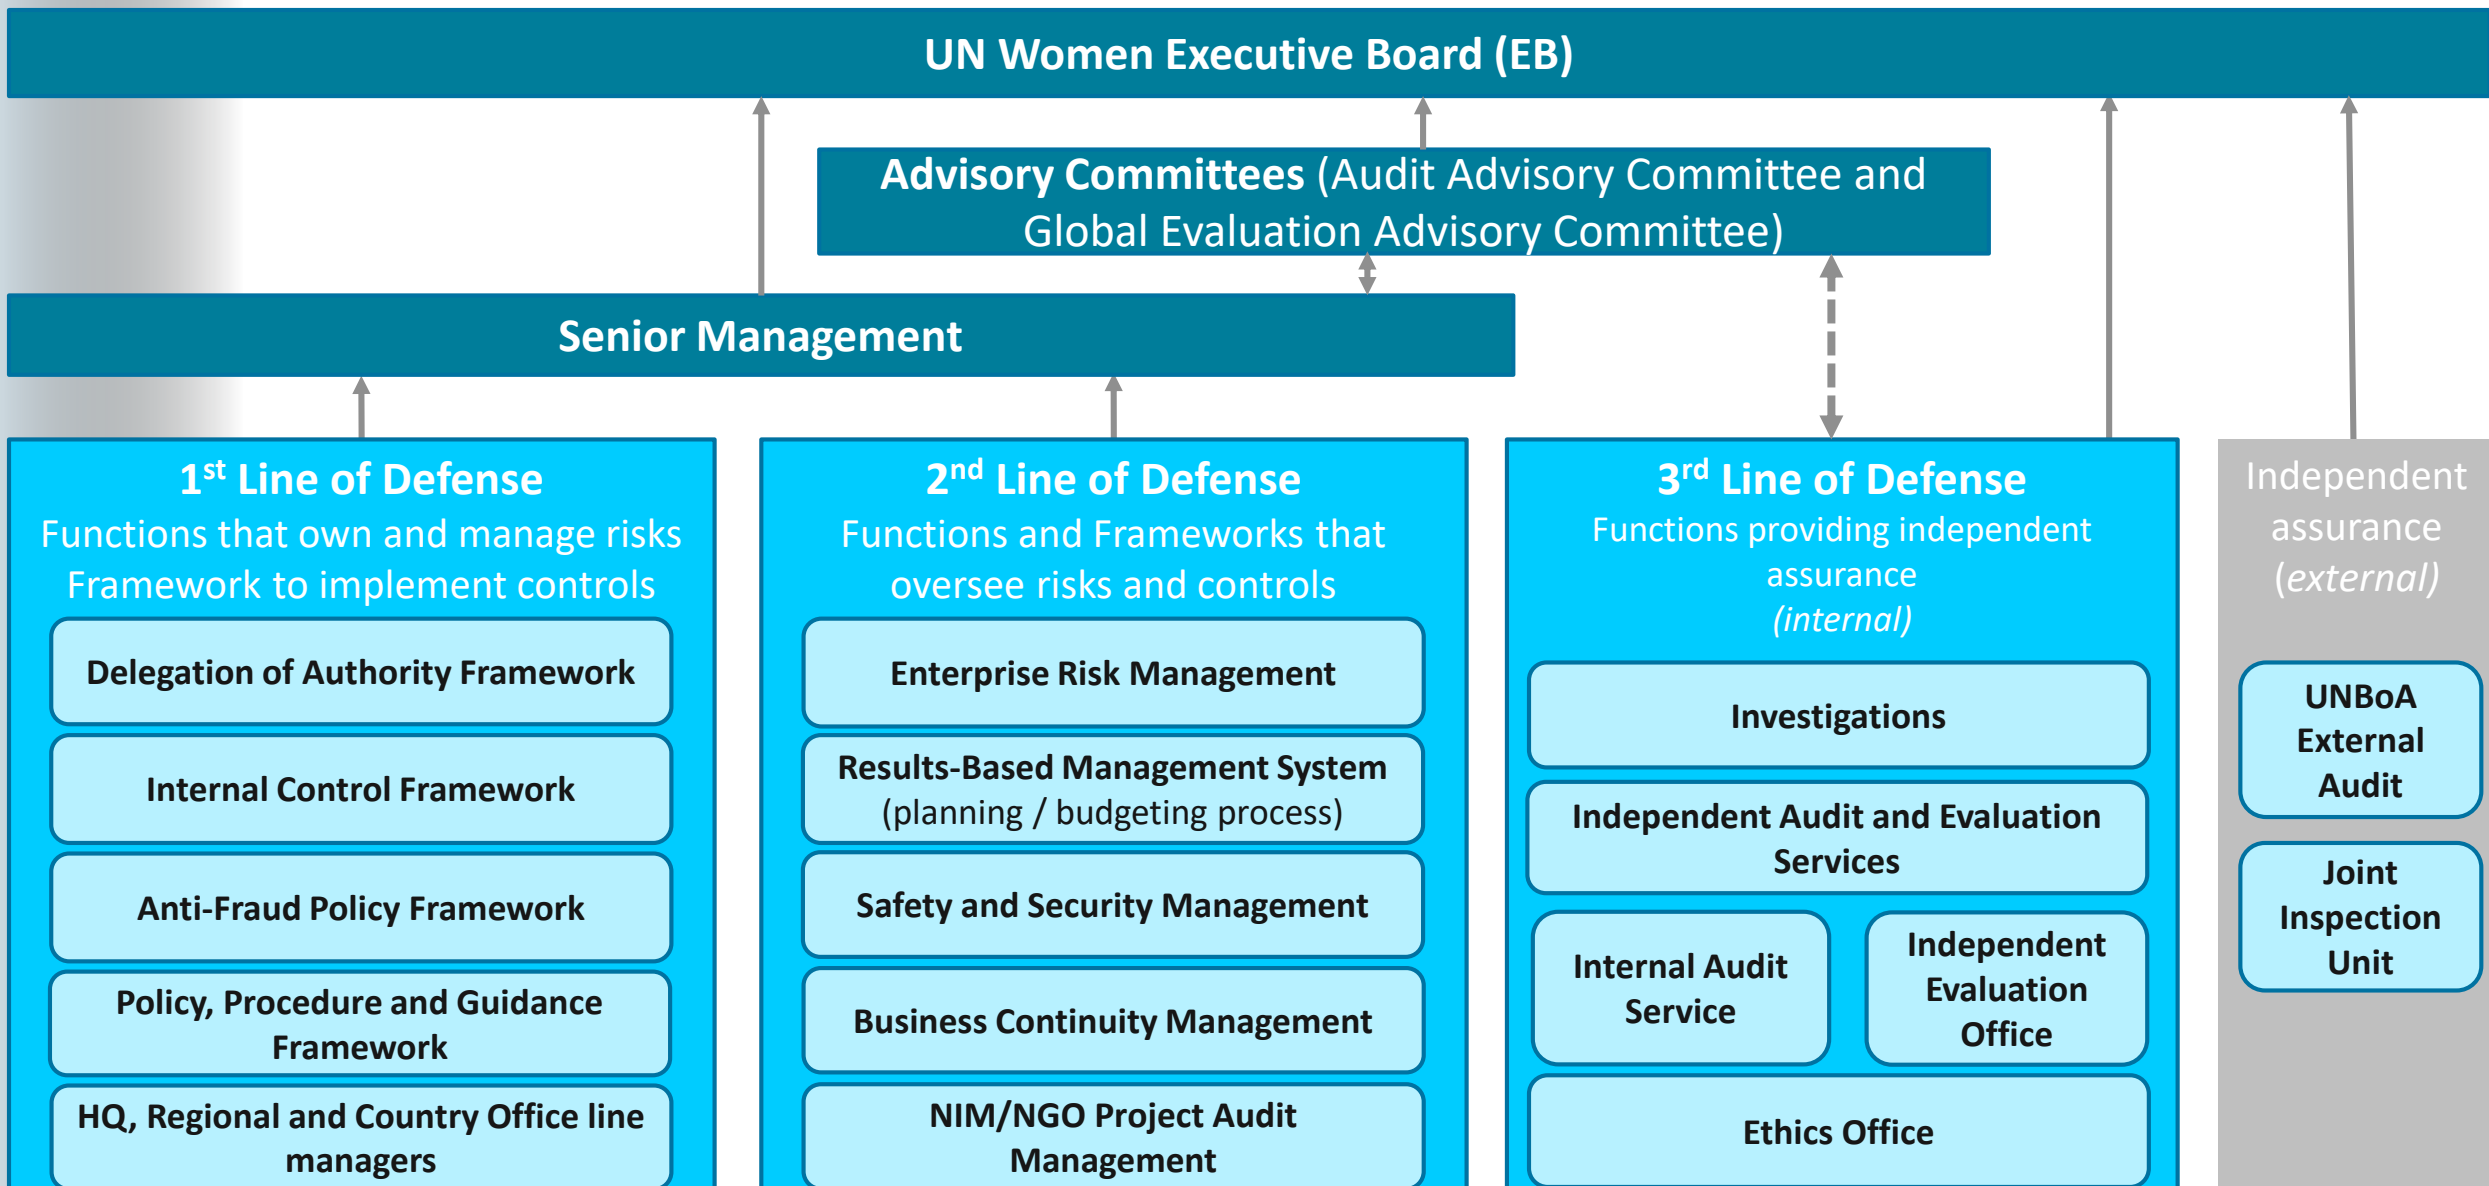 UN Women Executive Board (EB)
Advisory Committees (Audit Advisory Committee and
Global Evaluation Advisory Committee)
Senior Management
1st Line of Defense
Functions that own and manage risks
Framework to implement controls
Delegation of Authority Framework
Internal Control Framework
Anti-Fraud Policy Framework
Policy, Procedure and Guidance
Framework
HQ, Regional and Country Office line
managers
2nd Line of Defense
Functions and Frameworks that
oversee risks and controls
Enterprise Risk Management
Results-Based Management System
(planning / budgeting process)
Safety and Security Management
Business Continuity Management
NIM/NGO Project Audit
Management
3rd Line of Defense
Functions providing independent
assurance
(internal)
Investigations
Independent Audit and Evaluation
Services
Internal Audit
Service
Independent
Evaluation
Office
Ethics Office
Independent
assurance
(external)
UNBoA
External
Audit
Joint
Inspection
Unit